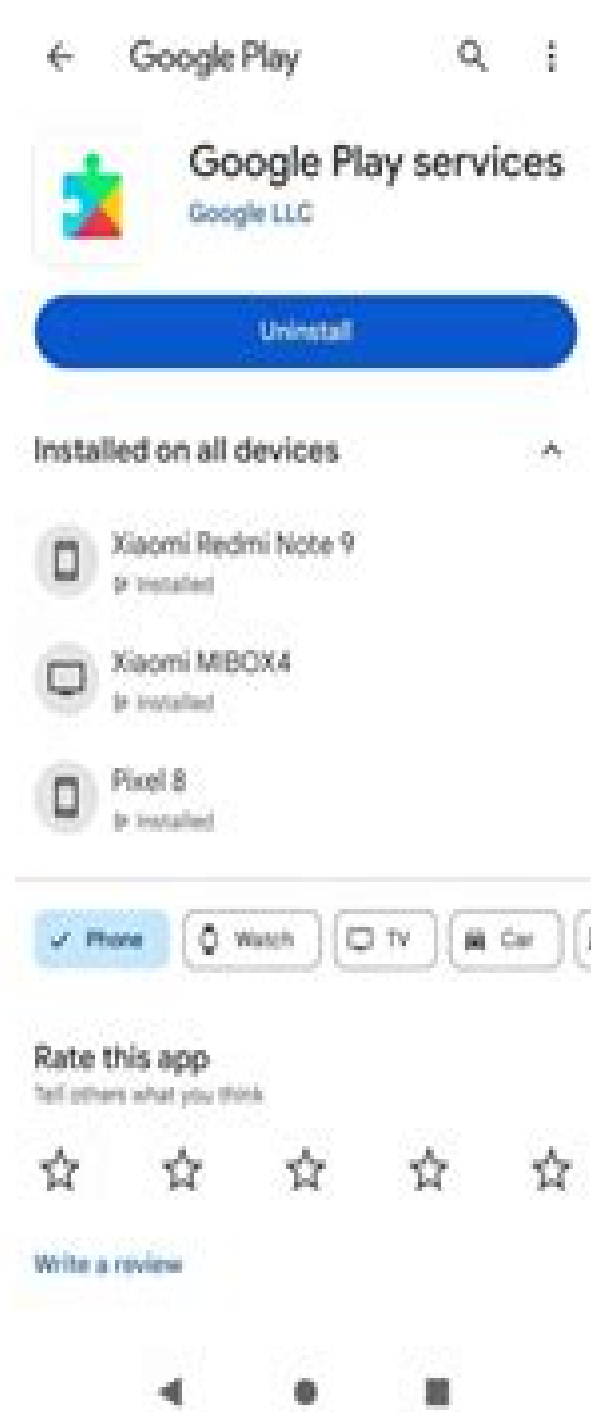 Google Play
Google Play services
Google LLC
Uninstall
Installed on all devices
Xiaomi Redmi Note 9
Installed
Xiaomi MIBOX4
Installed
Pixel 8
Installed
Phone Watch TV Car
Rate this app
Tell others what you think
Write a review